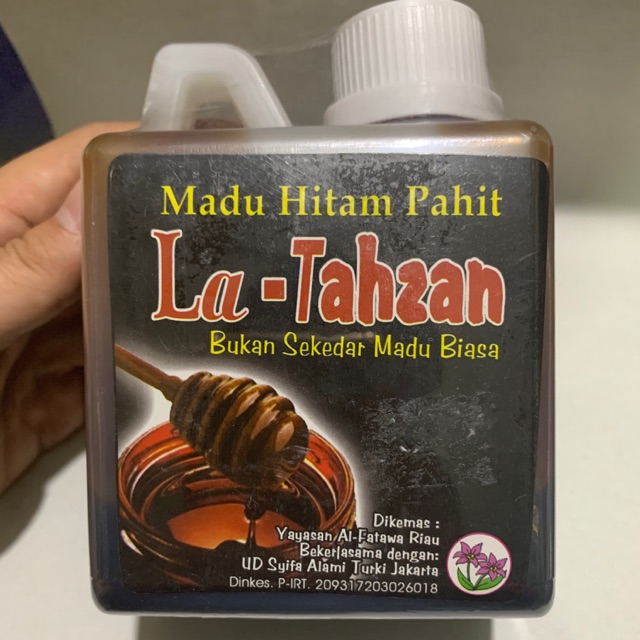 Madu Hitam Pahit
La-Tahzan
Bukan Sekedar Madu Biasa
Dikemas :
Yayasan Al-Fatawa Riau
Bekerjasama dengan:
UD Syifa Alami Turki Jakarta
Dinkes. P-IRT. 209317203026018